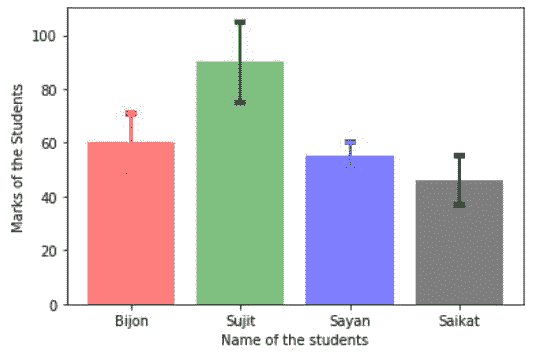 100
80
60
40
20
0
Marks of the Students
Bijon Sujit Sayan Saikat
Name of the students